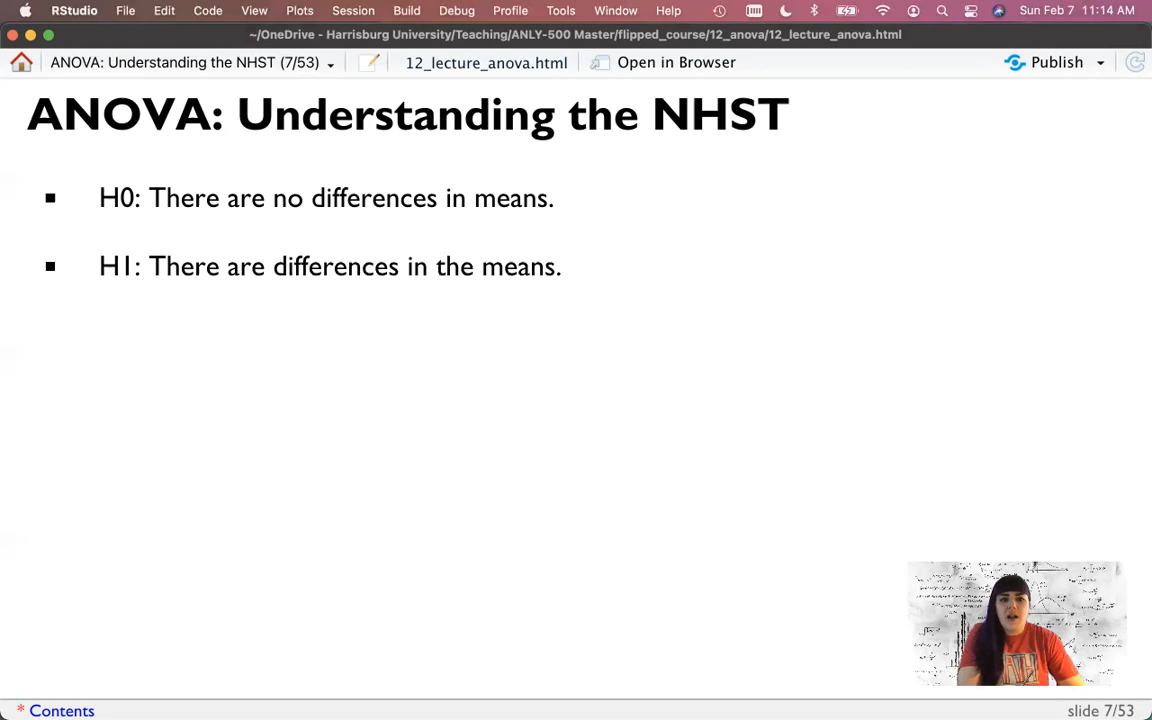 RStudio File Edit Code View Plots Session Build Debug Profile Tools Window Help Sun Feb 7 11:14 AM
~/OneDrive - Harrisburg University/Teaching/ANLY-500 Master/flipped_course/12_anova/12_lecture_anova.html
ANOVA: Understanding the NHST (7/53) 12_lecture_anova.html Open in Browser Publish
ANOVA: Understanding the NHST
▪ H0: There are no differences in means.
▪ H1: There are differences in the means.
* Contents slide 7/53